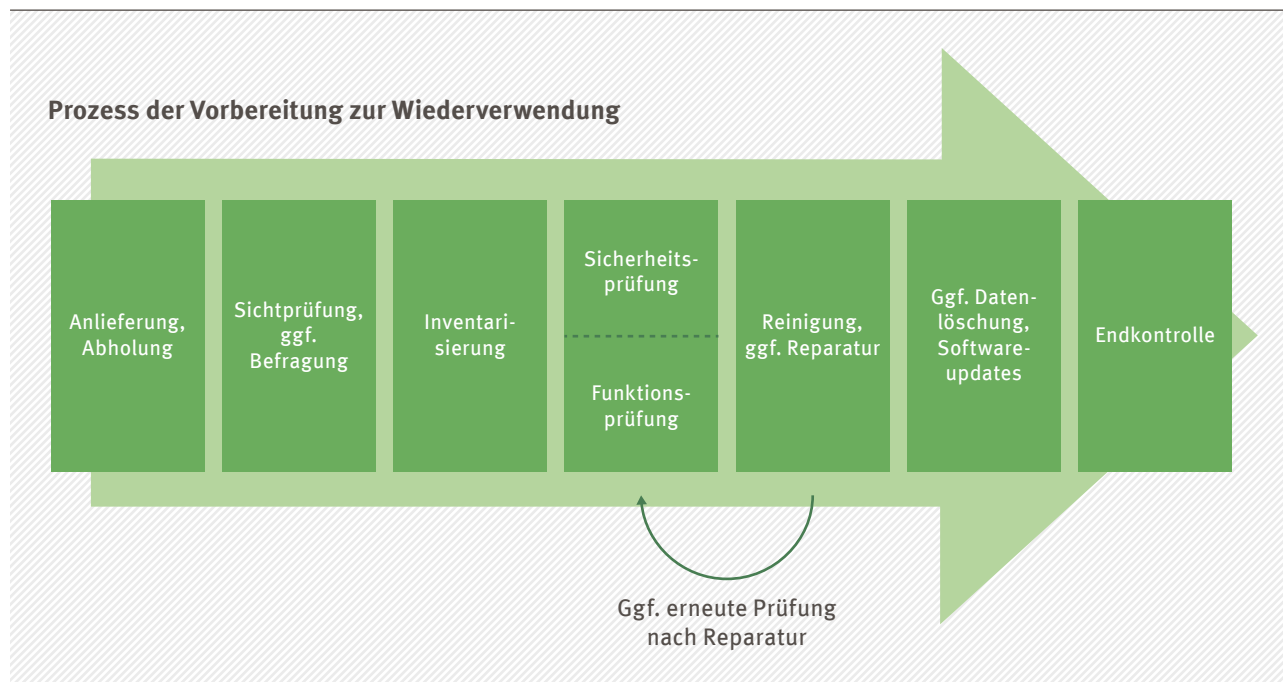 Prozess der Vorbereitung zur Wiederverwendung
Anlieferung,
Abholung
Sichtprüfung,
ggf.
Befragung
Inventari-
sierung
Sicherheits-
prüfung
Funktions-
prüfung
Reinigung,
ggf. Reparatur
Ggf. Daten-
löschung,
Software-
updates
Endkontrolle
Ggf. erneute Prüfung
nach Reparatur